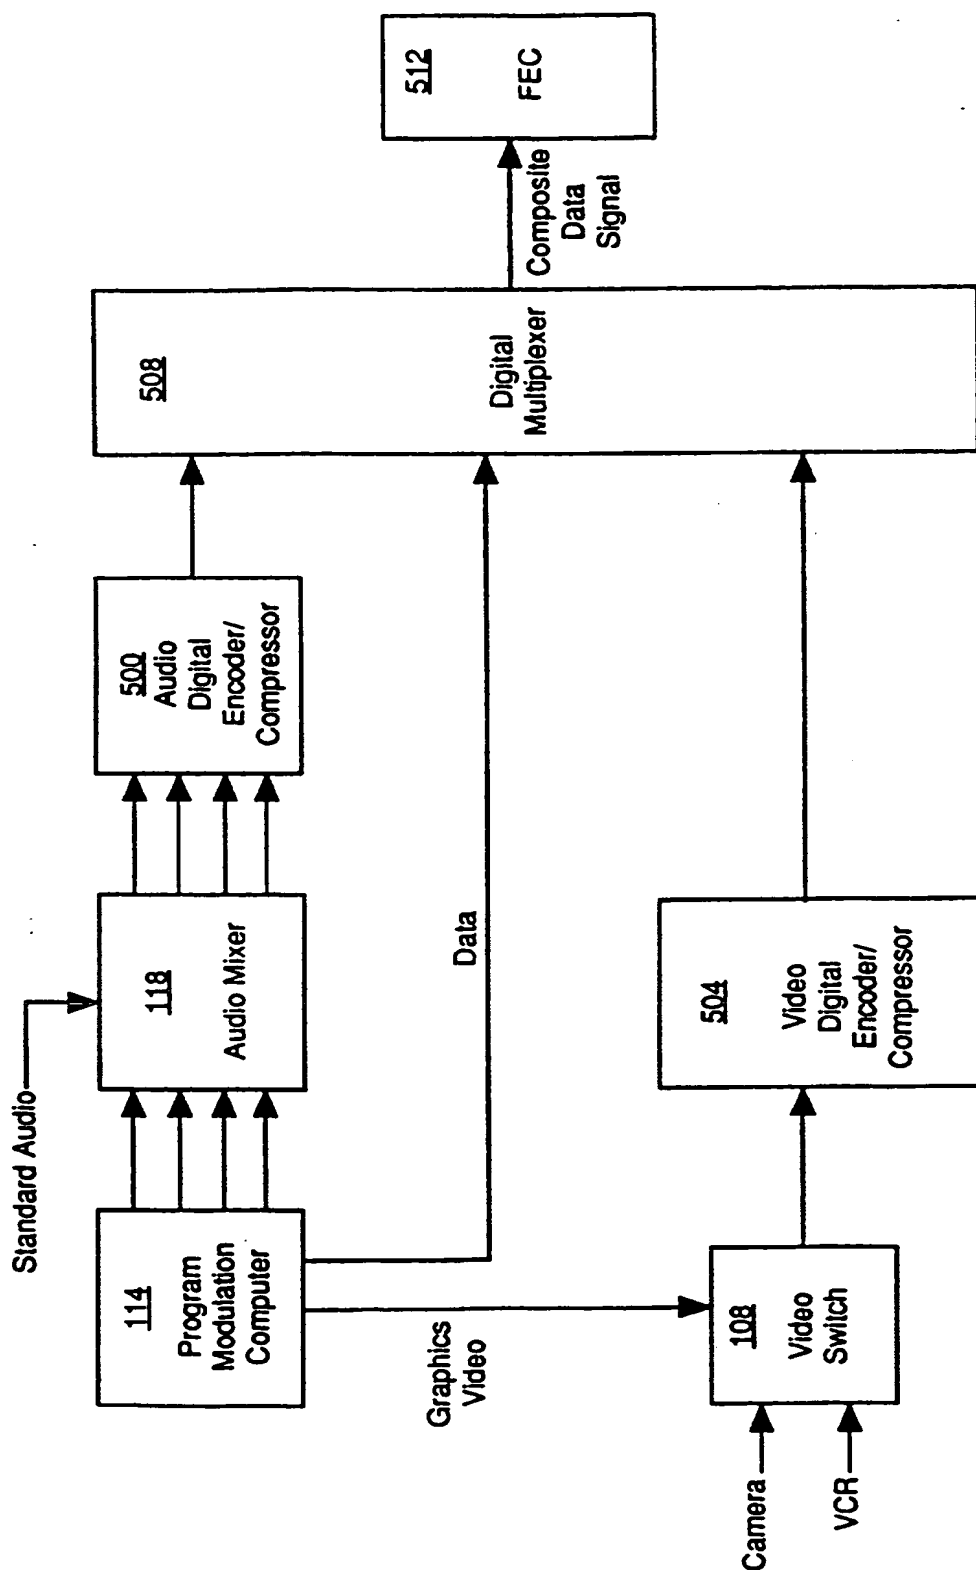 Standard Audio
114
Program
Modulation
Computer
118
Audio Mixer
500
Audio
Digital
Encoder/
Compressor
508
Digital
Multiplexer
Composite
Data
Signal
512
FEC
Data
Graphics
Video
Camera
VCR
108
Video
Switch
504
Video
Digital
Encoder/
Compressor